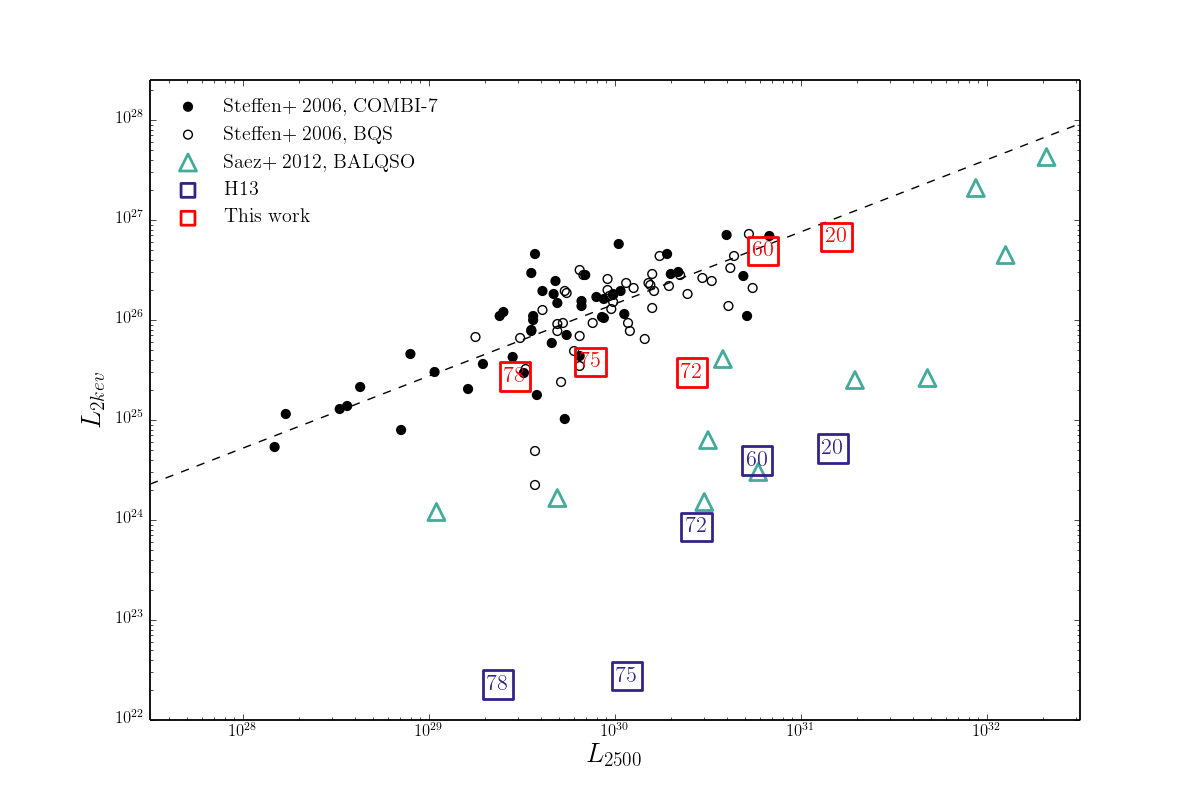 Steffen+ 2006, COMBI-7
Steffen+ 2006, BQS
Saez+ 2012, BALQSO
H13
This work
10^28
10^27
10^26
10^25
10^24
10^23
10^22
L_2kev
20
60
75
78
72
60
20
72
75
78
10^28 10^29 10^30 10^31 10^32
L_2500